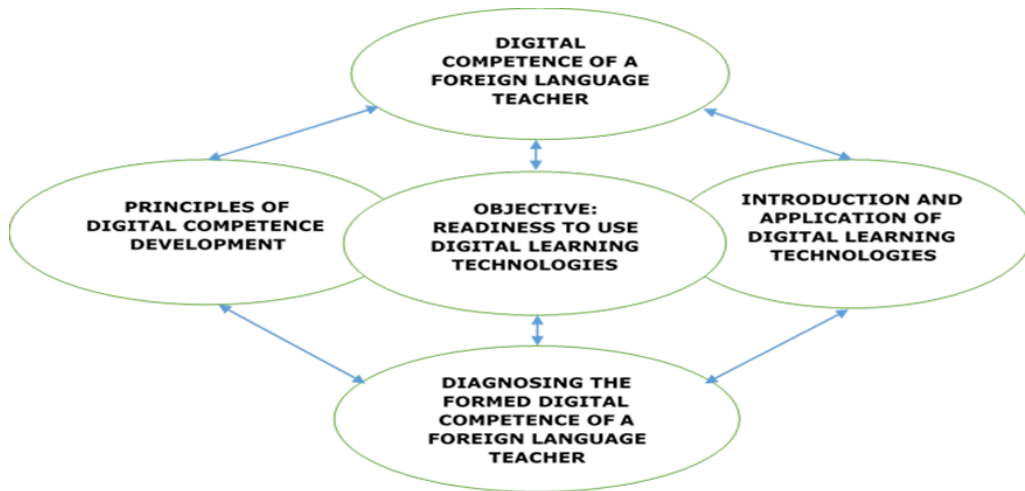 DIGITAL
COMPETENCE OF A
FOREIGN LANGUAGE
TEACHER
PRINCIPLES OF
DIGITAL COMPETENCE
DEVELOPMENT
OBJECTIVE:
READINESS TO USE
DIGITAL LEARNING
TECHNOLOGIES
INTRODUCTION AND
APPLICATION OF
DIGITAL LEARNING
TECHNOLOGIES
DIAGNOSING THE
FORMED DIGITAL
COMPETENCE OF A
FOREIGN LANGUAGE
TEACHER